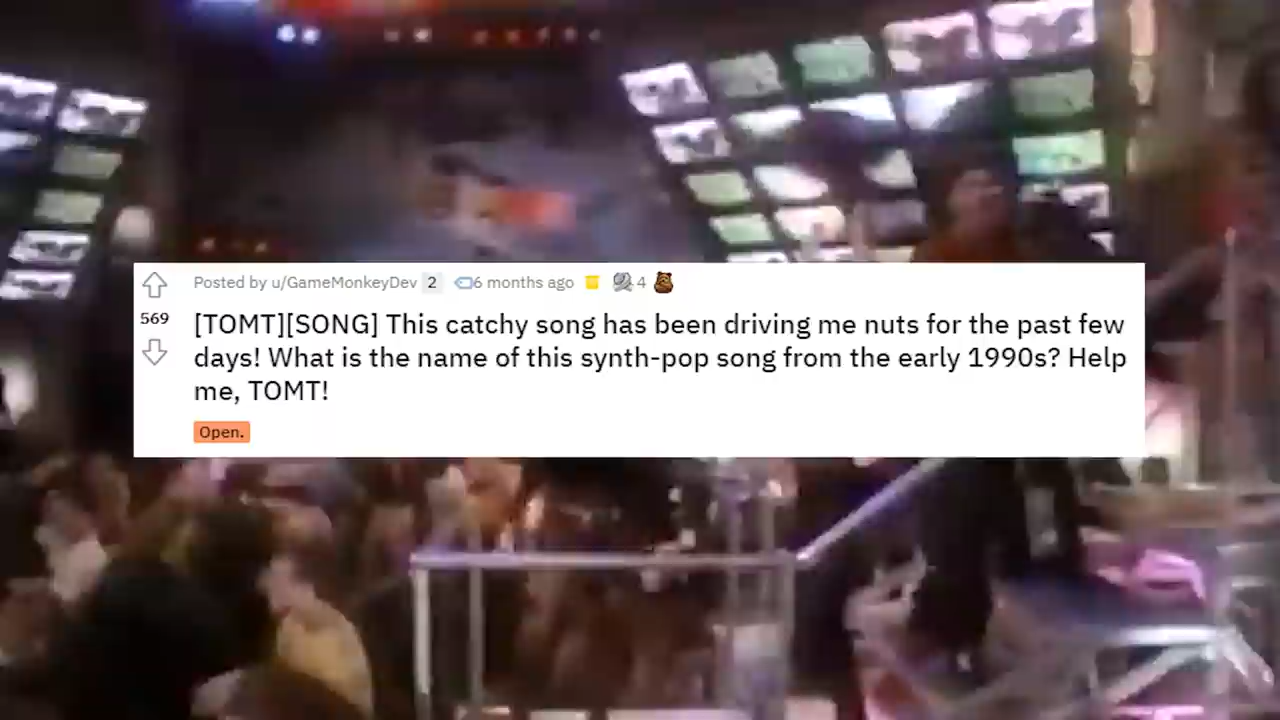 Posted by u/GameMonkeyDev 2 6 months ago 4
569
[TOMT][SONG] This catchy song has been driving me nuts for the past few
days! What is the name of this synth-pop song from the early 1990s? Help
me, TOMT!
Open.